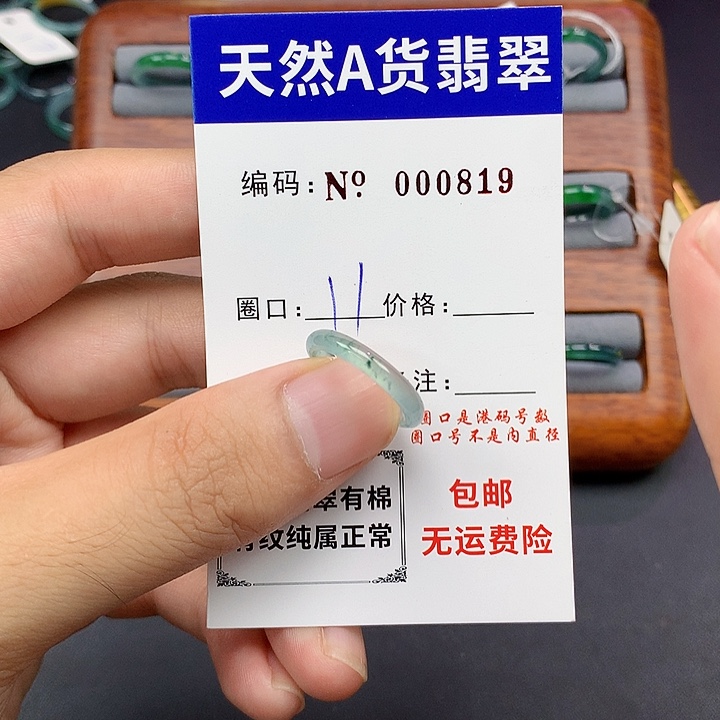 天然A货翡翠
编码:Nº 000819
圈口: 11 价格:
注:
圈口是港码号数
圈口号不是内直径
翠有棉
纹纯属正常
包邮
无运费险